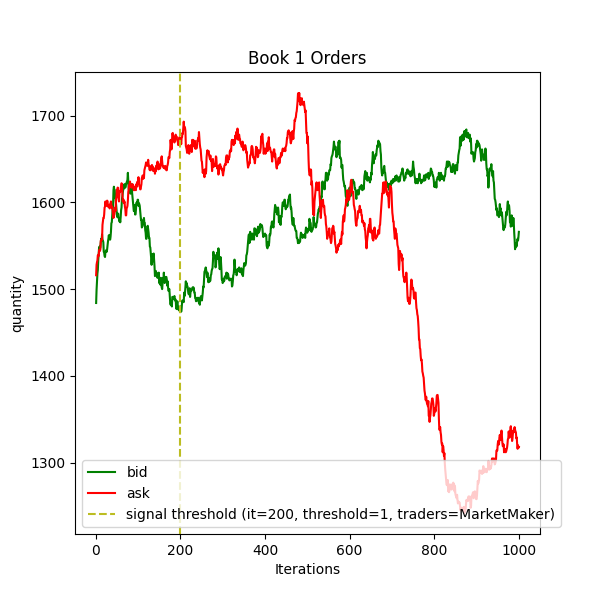 Book 1 Orders
1700
1600
1500
1400
1300
quantity
bid
ask
signal threshold (it=200, threshold=1, traders=MarketMaker)
0
200
400
600
800
1000
Iterations